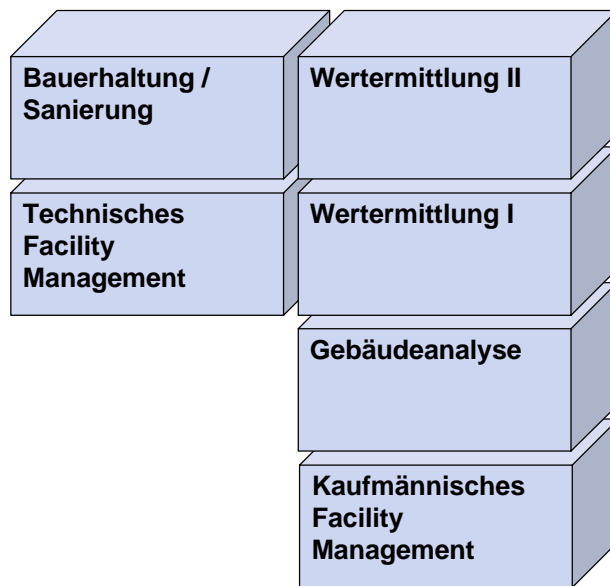 Bauerhaltung /
Sanierung
Wertermittlung II
Technisches
Facility
Management
Wertermittlung I
Gebäudeanalyse
Kaufmännisches
Facility
Management